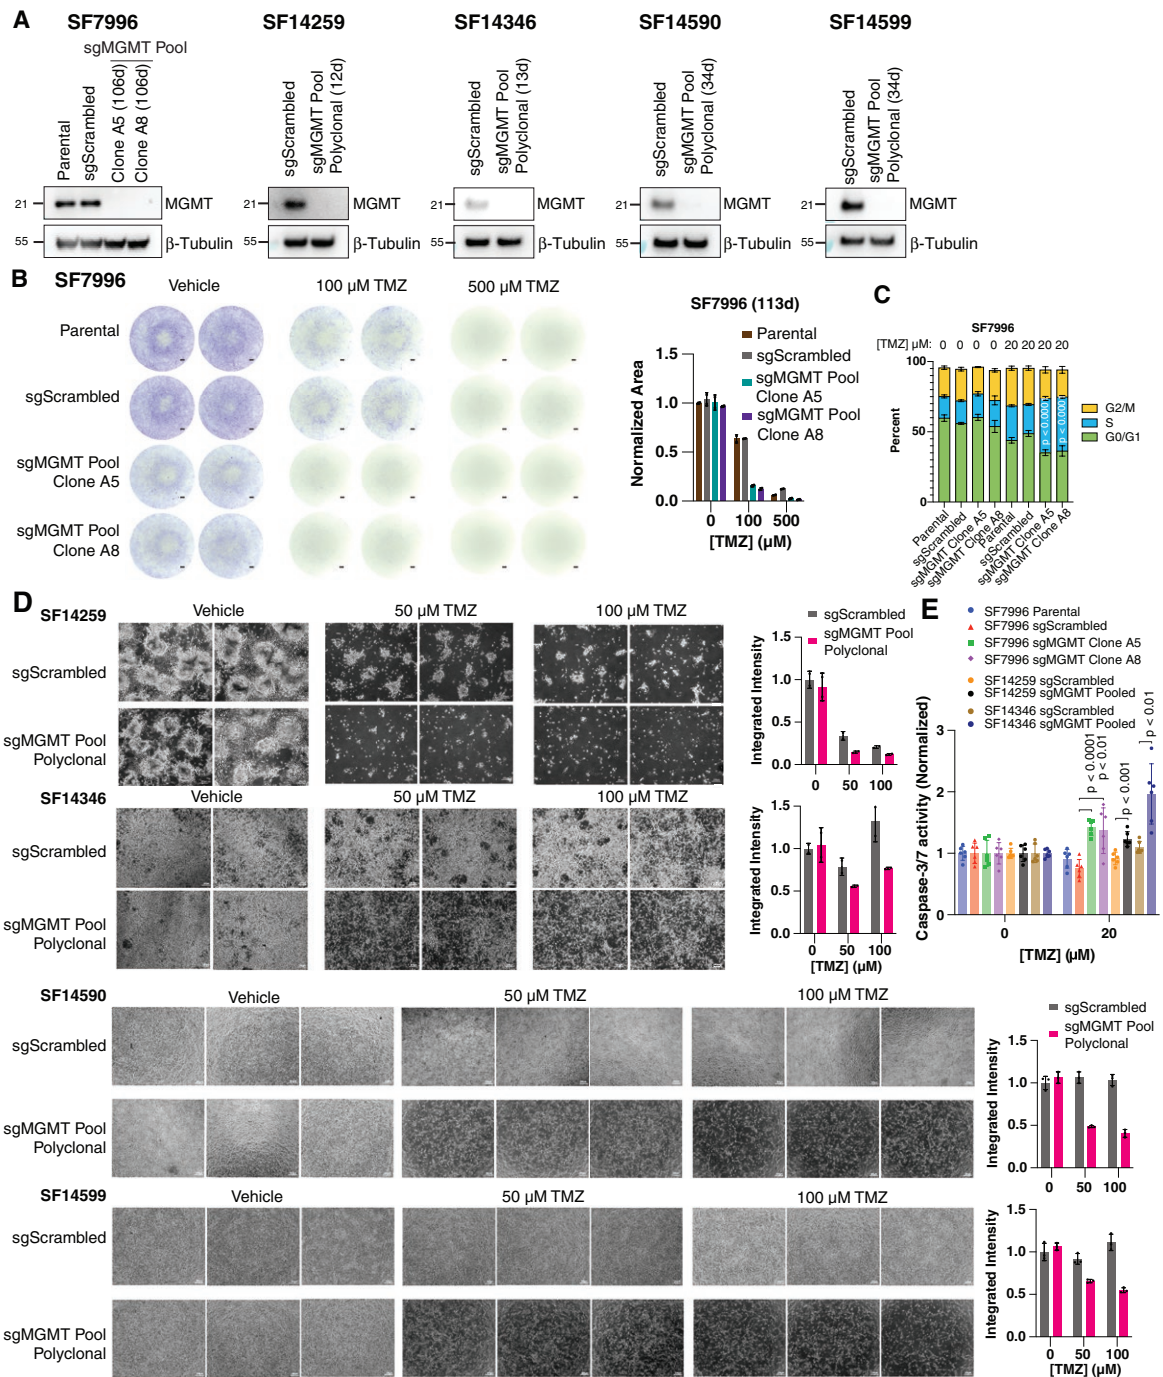 A
SF7996
SF14259
SF14346
SF14590
SF14599
sgMGMT Pool
Parental
sgScrambled
Clone A5 (106d)
Clone A8 (106d)
sgScrambled
sgMGMT Pool
Polyclonal (12d)
sgScrambled
sgMGMT Pool
Polyclonal (13d)
sgScrambled
sgMGMT Pool
Polyclonal (34d)
sgScrambled
sgMGMT Pool
Polyclonal (34d)
21
MGMT
21
MGMT
21
MGMT
21
MGMT
21
MGMT
55
β-Tubulin
55
β-Tubulin
55
β-Tubulin
55
β-Tubulin
55
β-Tubulin
B
SF7996
Vehicle
100 μM TMZ
500 μM TMZ
Parental
sgScrambled
sgMGMT Pool
Clone A5
sgMGMT Pool
Clone A8
SF7996 (113d)
Parental
sgScrambled
sgMGMT Pool
Clone A5
sgMGMT Pool
Clone A8
Normalized Area
1.5
1.0
0.5
0.0
0
100
500
[TMZ] (μM)
C
SF7996
[TMZ] μM: 0 0 0 0 20 20 20 20
Percent
100
50
0
p < 0.000
p < 0.000
G2/M
S
G0/G1
Parental
sgScrambled
sgMGMT Clone A5
sgMGMT Clone A8
Parental
sgScrambled
sgMGMT Clone A5
sgMGMT Clone A8
D
SF14259
Vehicle
50 μM TMZ
100 μM TMZ
sgScrambled
sgMGMT Pool
Polyclonal
sgScrambled
sgMGMT Pool
Polyclonal
Integrated Intensity
1.5
1.0
0.5
0.0
0
50
100
SF14346
Vehicle
50 μM TMZ
100 μM TMZ
sgScrambled
sgMGMT Pool
Polyclonal
Integrated Intensity
1.5
1.0
0.5
0.0
0
50
100
[TMZ] (μM)
E
SF7996 Parental
SF7996 sgScrambled
SF7996 sgMGMT Clone A5
SF7996 sgMGMT Clone A8
SF14259 sgScrambled
SF14259 sgMGMT Pooled
SF14346 sgScrambled
SF14346 sgMGMT Pooled
Caspase-3/7 activity (Normalized)
3
2
1
0
p < 0.0001
p < 0.01
p < 0.001
p < 0.01
0
20
[TMZ] (μM)
SF14590
Vehicle
50 μM TMZ
100 μM TMZ
sgScrambled
sgMGMT Pool
Polyclonal
sgScrambled
sgMGMT Pool
Polyclonal
Integrated Intensity
1.5
1.0
0.5
0.0
0
50
100
SF14599
Vehicle
50 μM TMZ
100 μM TMZ
sgScrambled
sgMGMT Pool
Polyclonal
Integrated Intensity
1.5
1.0
0.5
0.0
0
50
100
[TMZ] (μM)